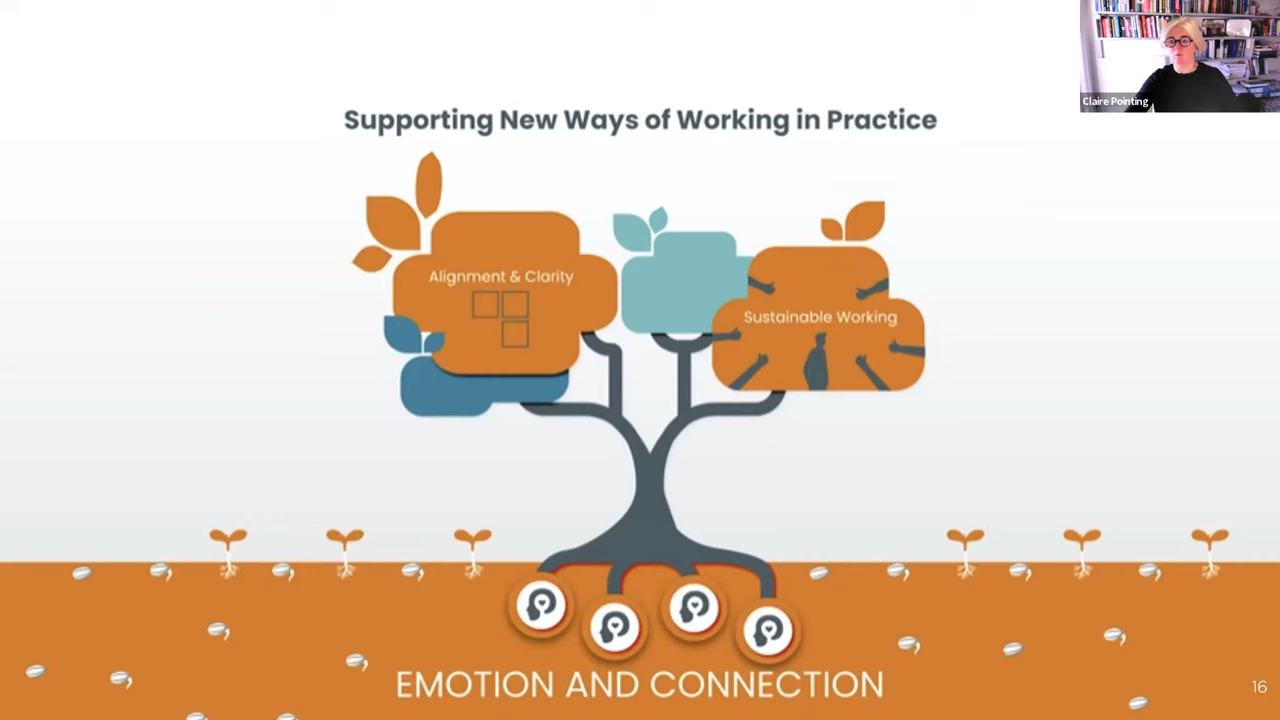 Claire Pointing
Supporting New Ways of Working in Practice
Alignment & Clarity
Sustainable Working
EMOTION AND CONNECTION
16